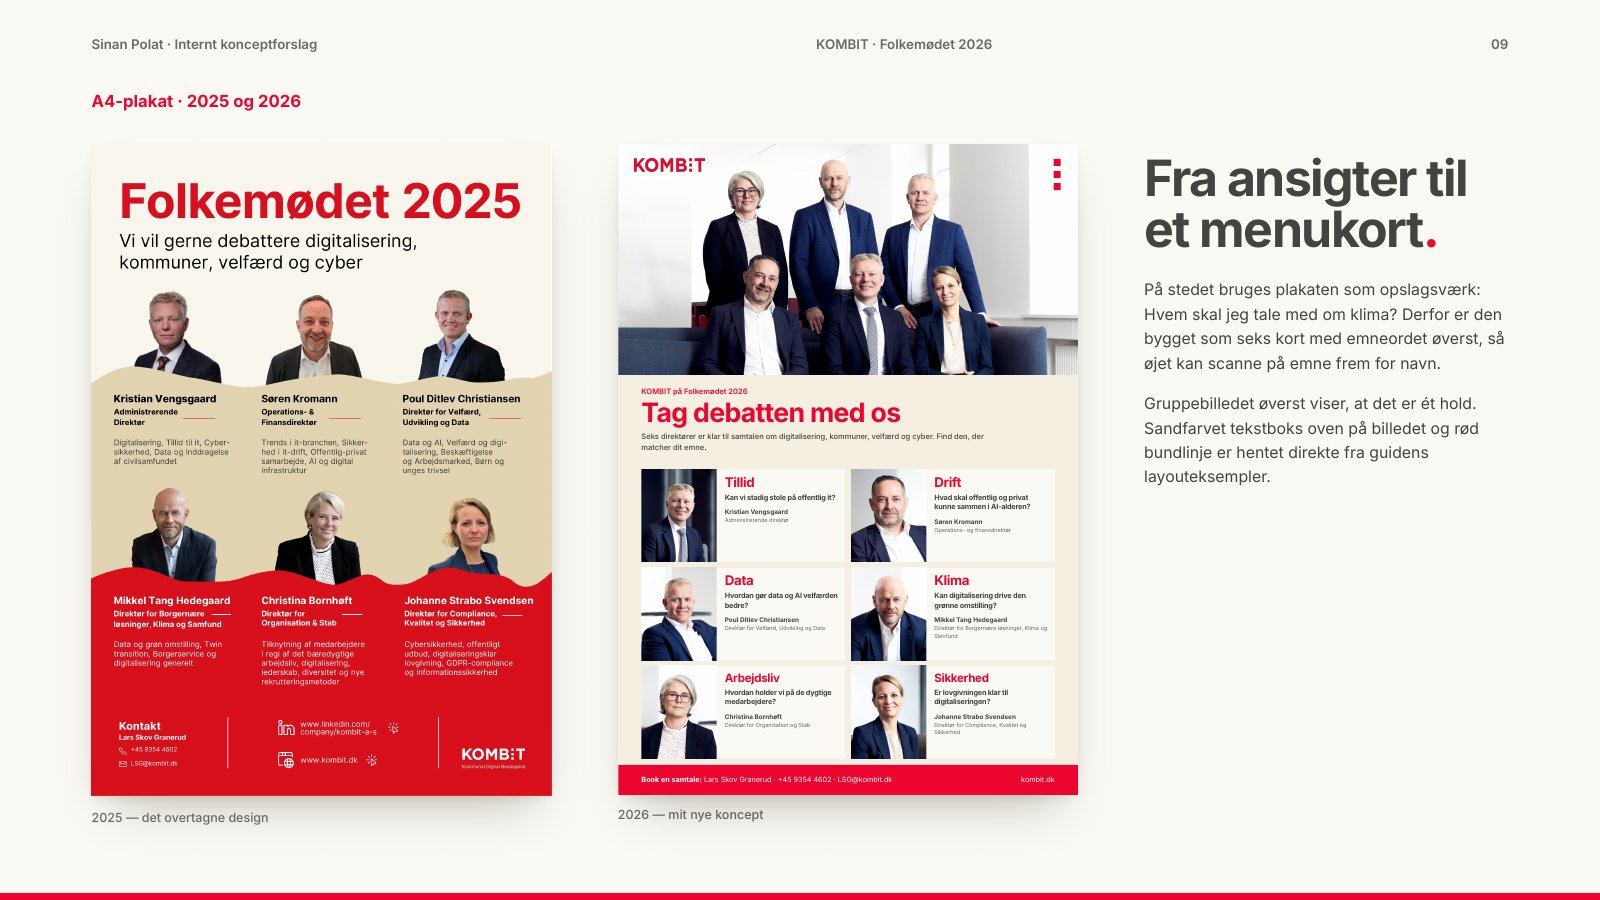 Sinan Polat · Internt konceptforslag
KOMBIT · Folkemødet 2026
09
A4-plakat · 2025 og 2026
Folkemødet 2025
Vi vil gerne debattere digitalisering,
kommuner, velfærd og cyber
Kristian Vengsgaard
Administrerende
Direktør
Digitalisering, Tillid til it, Cyber-
sikkerhed, Data og inddragelse
af civilsamfundet
Søren Kromann
Operations- &
Finansdirektør
Trends i it-branchen, Sikker-
hed i it-drift, Offentlig-privat
samarbejde, AI og digital
infrastruktur
Poul Ditlev Christiansen
Direktør for Velfærd,
Udvikling og Data
Data og AI, Velfærd og digi-
talisering, Beskæftigelse
og Arbejdsmarked, Børn og
unges trivsel
Mikkel Tang Hedegaard
Direktør for Borgernære
løsninger, Klima og Samfund
Data og grøn omstilling, Twin
transition, Borgerservice og
digitalisering generelt
Christina Bornhøft
Direktør for
Organisation & Stab
Tilknytning af medarbejdere
i regi af det bæredygtige
arbejdsliv, digitalisering,
lederskab, diversitet og nye
rekrutteringsmetoder
Johanne Strabo Svendsen
Direktør for Compliance,
Kvalitet og Sikkerhed
Cybersikkerhed, offentligt
udbud, digitaliseringsklar
lovgivning, GDPR-compliance
og informationssikkerhed
Kontakt
Lars Skov Granerud
+45 9354 4602
LSG@kombit.dk
www.linkedin.com/
company/kombit-a-s
www.kombit.dk
KOMBIT
Kommunal Digital Bevægelse
2025 — det overtagne design
KOMBIT
KOMBIT på Folkemødet 2026
Tag debatten med os
Seks direktører er klar til samtalen om digitalisering, kommuner, velfærd og cyber. Find den, der
matcher dit emne.
Tillid
Kan vi stadig stole på offentlig it?
Kristian Vengsgaard
Administrerende direktør
Drift
Hvad skal offentlig og privat
kunne sammen i AI-alderen?
Søren Kromann
Operations- og finansdirektør
Data
Hvordan gør data og AI velfærden
bedre?
Poul Ditlev Christiansen
Direktør for Velfærd, Udvikling og Data
Klima
Kan digitalisering drive den
grønne omstilling?
Mikkel Tang Hedegaard
Direktør for Borgernære løsninger, Klima og
Samfund
Arbejdsliv
Hvordan holder vi på de dygtige
medarbejdere?
Christina Bornhøft
Direktør for Organisation og Stab
Sikkerhed
Er lovgivningen klar til
digitaliseringen?
Johanne Strabo Svendsen
Direktør for Compliance, Kvalitet og
Sikkerhed
Book en samtale: Lars Skov Granerud · +45 9354 4602 · LSG@kombit.dk
kombit.dk
2026 — mit nye koncept
Fra ansigter til
et menukort.
På stedet bruges plakaten som opslagsværk:
Hvem skal jeg tale med om klima? Derfor er den
bygget som seks kort med emneordet øverst, så
øjet kan scanne på emne frem for navn.
Gruppebilledet øverst viser, at det er ét hold.
Sandfarvet tekstboks oven på billedet og rød
bundlinje er hentet direkte fra guidens
layouteksempler.